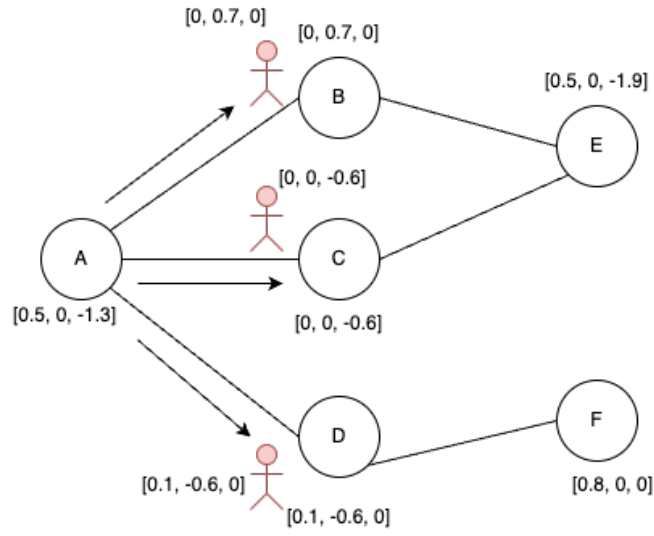 [0, 0.7, 0]
[0, 0.7, 0]
B
[0.5, 0, -1.9]
E
[0, 0, -0.6]
A
C
[0.5, 0, -1.3]
[0, 0, -0.6]
D
F
[0.1, -0.6, 0]
[0.8, 0, 0]
[0.1, -0.6, 0]